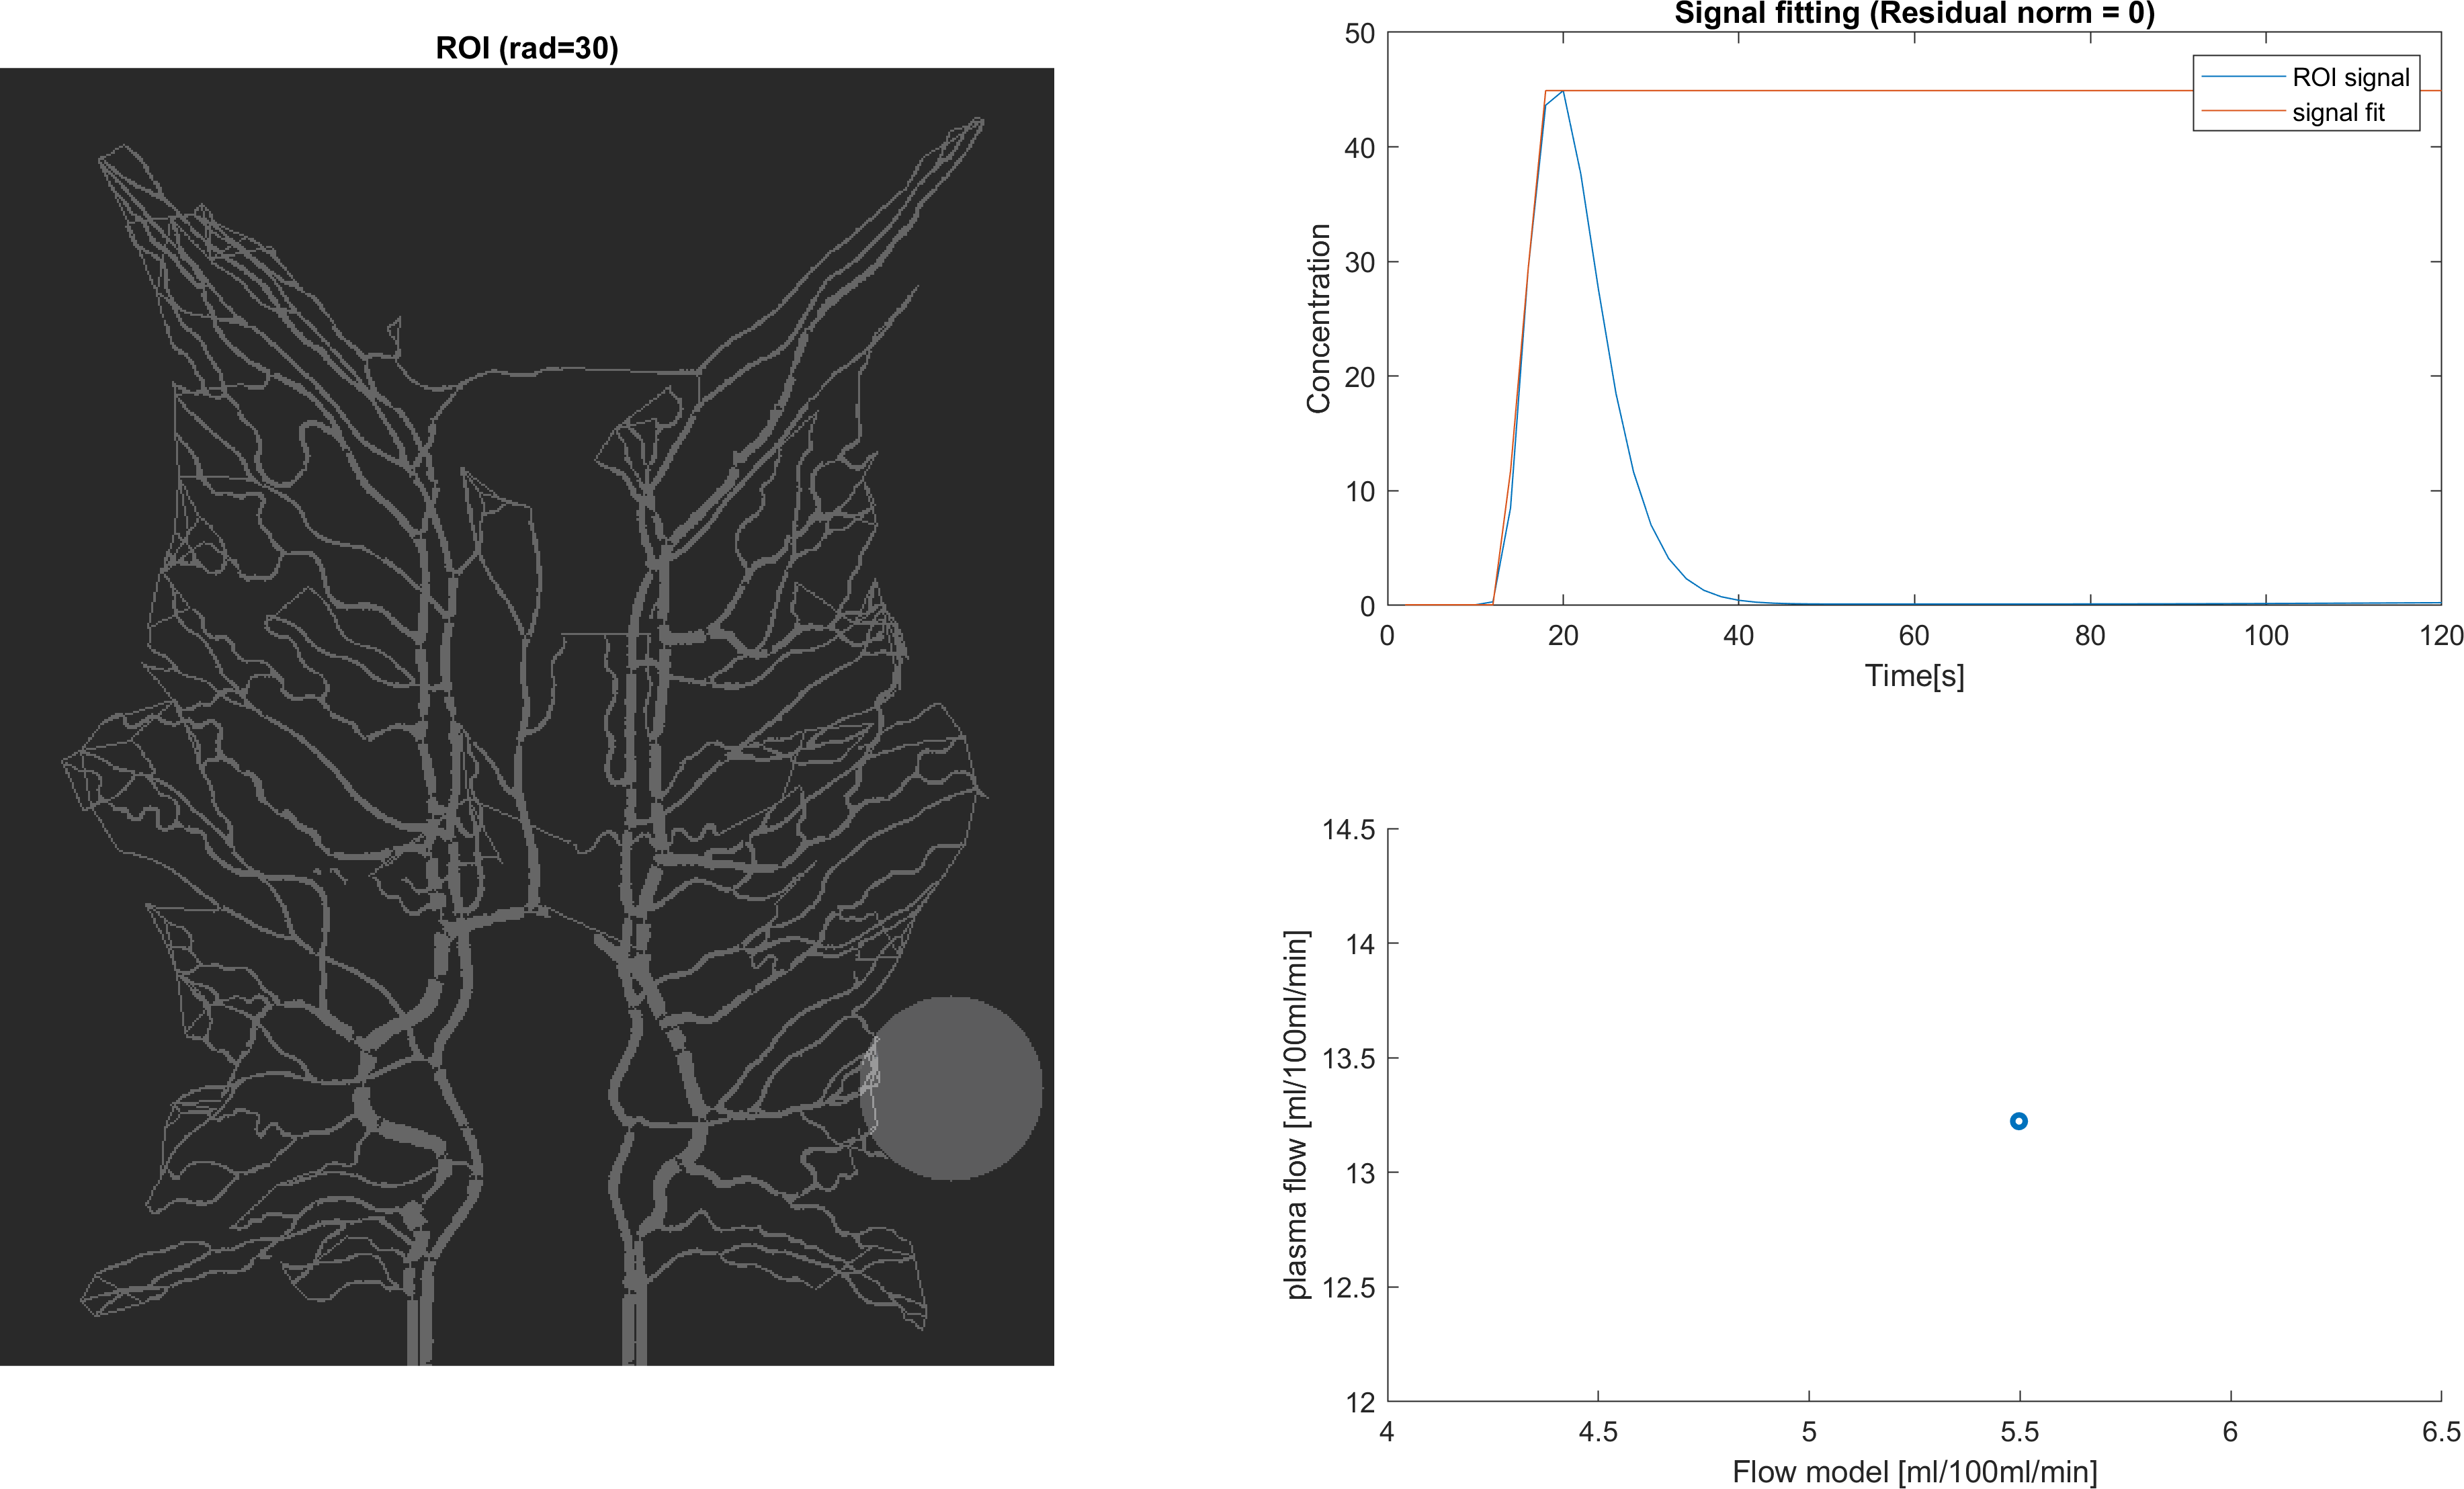 ROI (rad=30)
Signal fitting (Residual norm = 0)
50
40
30
20
10
0
Concentration
ROI signal
signal fit
0 20 40 60 80 100 120
Time[s]
14.5
14
13.5
13
12.5
12
plasma flow [ml/100ml/min]
4 4.5 5 5.5 6 6.5
Flow model [ml/100ml/min]